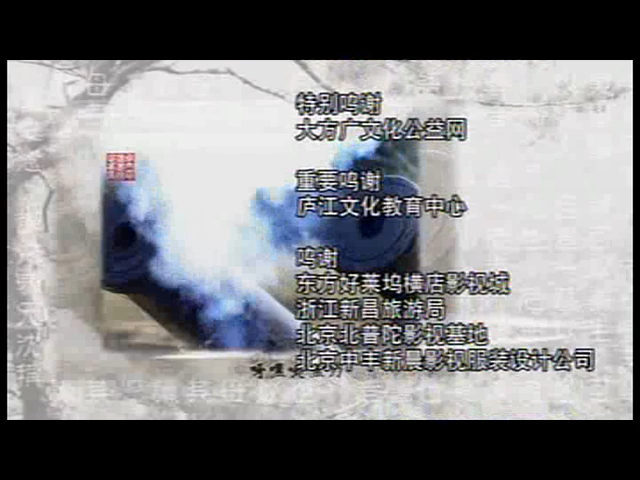 特别鸣谢
大方广文化公益网
重要鸣谢
庐江文化教育中心
鸣谢
东方好莱坞横店影视城
浙江新昌旅游局
北京北普陀影视基地
北京中丰新晨影视服装设计公司